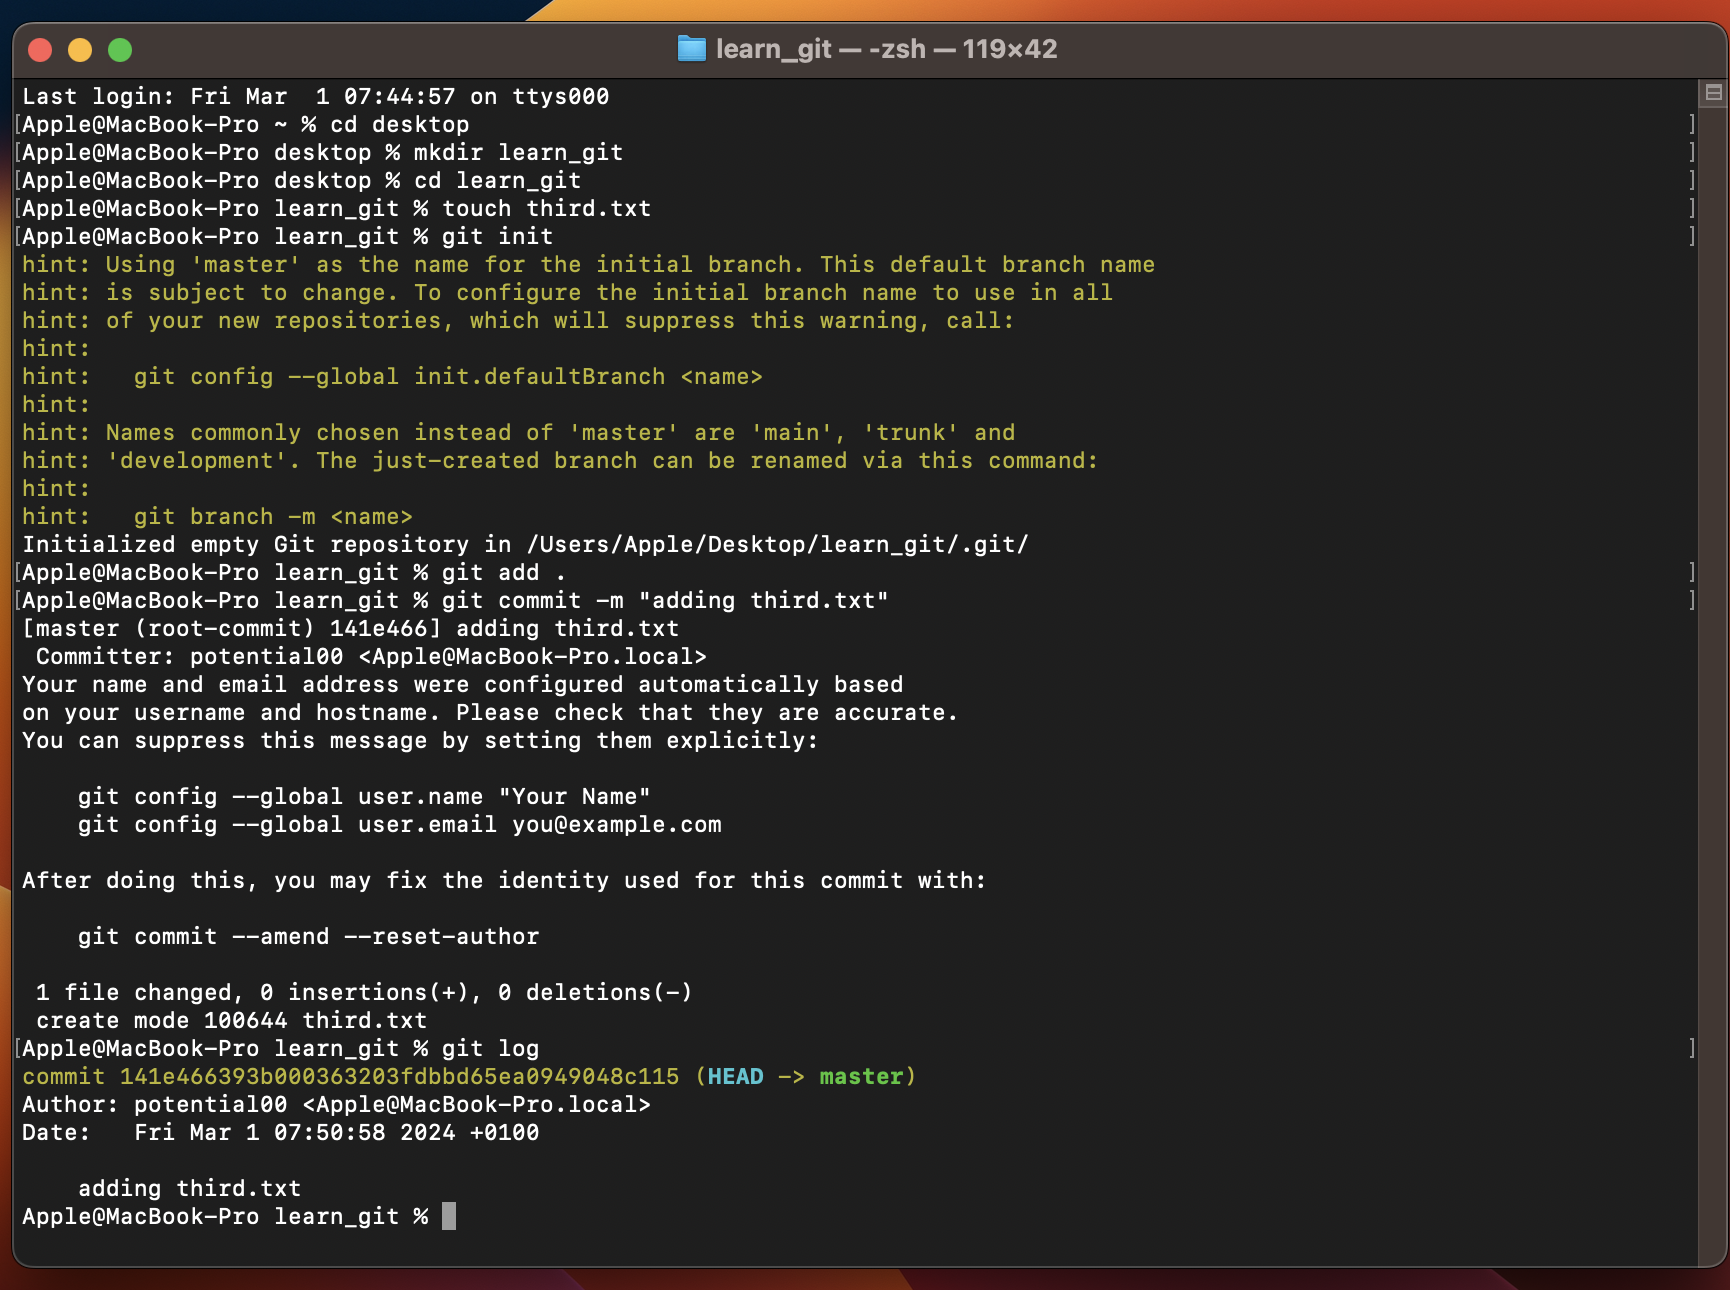 learn_git — -zsh — 119×42
Last login: Fri Mar  1 07:44:57 on ttys000
[Apple@MacBook-Pro ~ % cd desktop ]
[Apple@MacBook-Pro desktop % mkdir learn_git ]
[Apple@MacBook-Pro desktop % cd learn_git ]
[Apple@MacBook-Pro learn_git % touch third.txt ]
[Apple@MacBook-Pro learn_git % git init ]
hint: Using 'master' as the name for the initial branch. This default branch name
hint: is subject to change. To configure the initial branch name to use in all
hint: of your new repositories, which will suppress this warning, call:
hint:
hint:   git config --global init.defaultBranch <name>
hint:
hint: Names commonly chosen instead of 'master' are 'main', 'trunk' and
hint: 'development'. The just-created branch can be renamed via this command:
hint:
hint:   git branch -m <name>
Initialized empty Git repository in /Users/Apple/Desktop/learn_git/.git/
[Apple@MacBook-Pro learn_git % git add . ]
[Apple@MacBook-Pro learn_git % git commit -m "adding third.txt" ]
[master (root-commit) 141e466] adding third.txt
 Committer: potential00 <Apple@MacBook-Pro.local>
Your name and email address were configured automatically based
on your username and hostname. Please check that they are accurate.
You can suppress this message by setting them explicitly:

    git config --global user.name "Your Name"
    git config --global user.email you@example.com

After doing this, you may fix the identity used for this commit with:

    git commit --amend --reset-author

 1 file changed, 0 insertions(+), 0 deletions(-)
 create mode 100644 third.txt
[Apple@MacBook-Pro learn_git % git log ]
commit 141e466393b000363203fdbbd65ea0949048c115 (HEAD -> master)
Author: potential00 <Apple@MacBook-Pro.local>
Date:   Fri Mar 1 07:50:58 2024 +0100

    adding third.txt
Apple@MacBook-Pro learn_git %